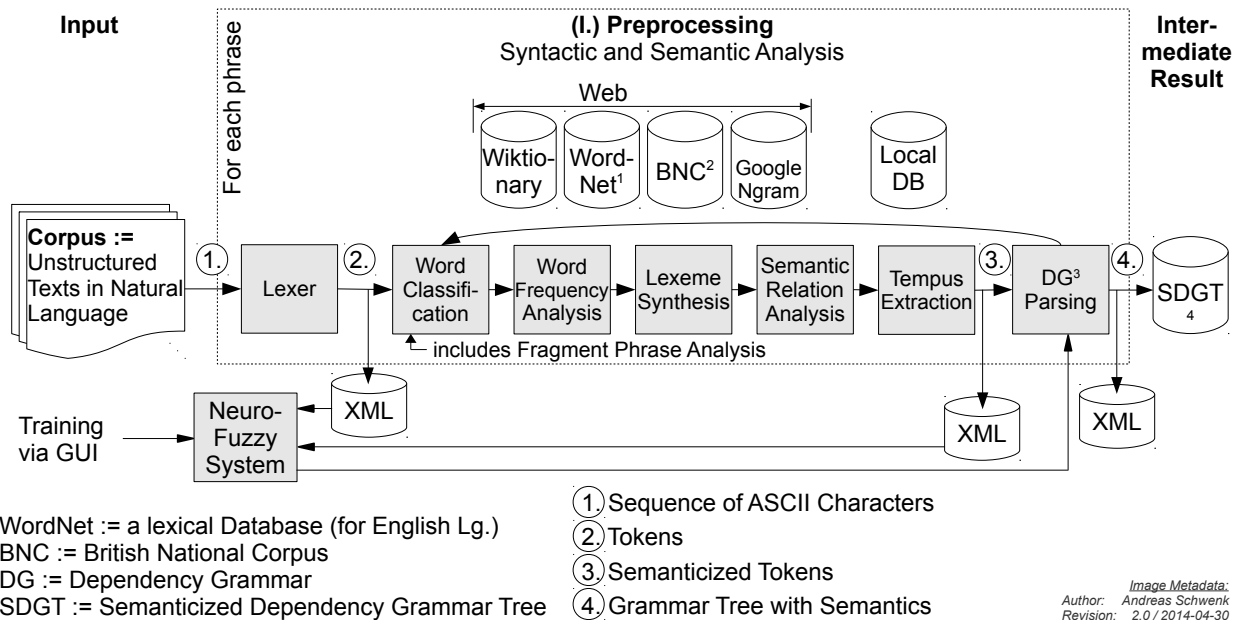 Input
(I.) Preprocessing
Syntactic and Semantic Analysis
Inter-
mediate
Result
For each phrase
Web
Wiktio-
nary
Word-
Net1
BNC2
Google
Ngram
Local
DB
Corpus :=
Unstructured
Texts in Natural
Language
1.
Lexer
2.
Word
Classifi-
cation
Word
Frequency
Analysis
Lexeme
Synthesis
Semantic
Relation
Analysis
Tempus
Extraction
3.
DG3
Parsing
4.
SDGT
4
includes Fragment Phrase Analysis
Training
via GUI
Neuro-
Fuzzy
System
XML
XML
XML
WordNet := a lexical Database (for English Lg.)
BNC := British National Corpus
DG := Dependency Grammar
SDGT := Semanticized Dependency Grammar Tree
1. Sequence of ASCII Characters
2. Tokens
3. Semanticized Tokens
4. Grammar Tree with Semantics
Image Metadata:
Author: Andreas Schwenk
Revision: 2.0 / 2014-04-30